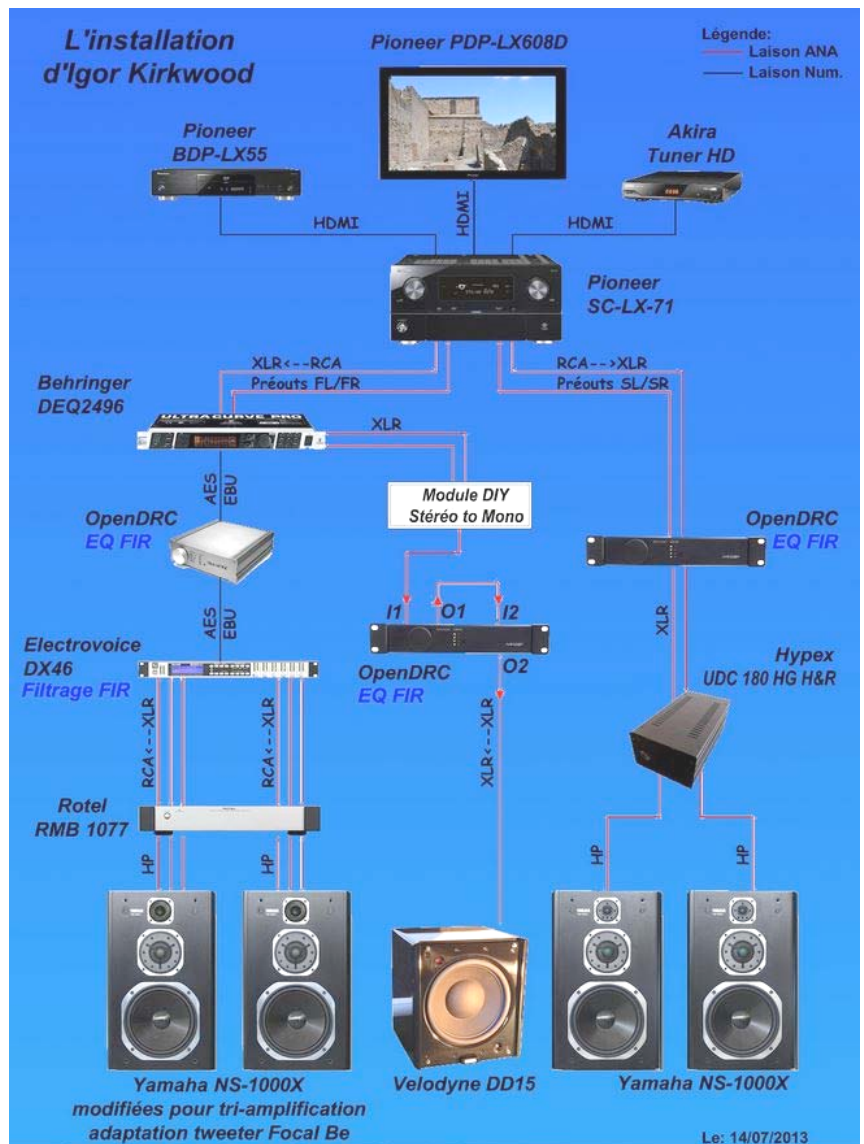 L'installation
d'Igor Kirkwood
Pioneer PDP-LX608D
Légende:
Laison ANA
Laison Num.
Pioneer
BDP-LX55
Akira
Tuner HD
HDMI
HDMI
HDMI
Pioneer
SC-LX-71
XLR<--RCA
Préouts FL/FR
RCA-->XLR
Préouts SL/SR
Behringer
DEQ2496
ULTRACURVE PRO
XLR
AES
EBU
Module DIY
Stéréo to Mono
OpenDRC
EQ FIR
OpenDRC
EQ FIR
I1
O1
I2
AES
EBU
XLR
Electrovoice
DX46
Filtrage FIR
OpenDRC
EQ FIR
O2
Hypex
UDC 180 HG H&R
RCA<--XLR
RCA<--XLR
XLR<--XLR
Rotel
RMB 1077
HP
HP
HP
HP
Yamaha NS-1000X
modifiées pour tri-amplification
adaptation tweeter Focal Be
Velodyne DD15
Yamaha NS-1000X
Le: 14/07/2013